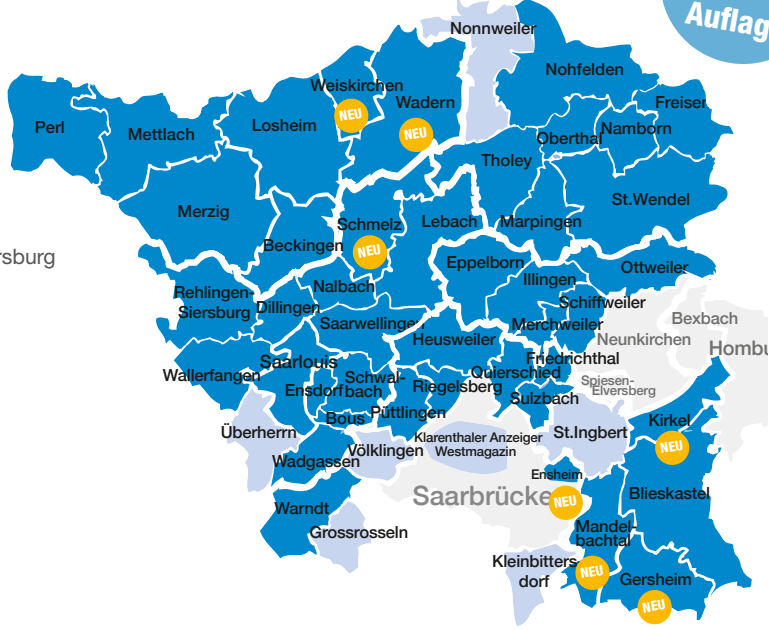 Auflag
Nonnweiler
Nohfelden
Weiskirchen
NEU
Wadern
NEU
Freisen
Perl
Mettlach
Losheim
Oberthal
Namborn
Tholey
St.Wendel
Merzig
Schmelz
NEU
Lebach
Marpingen
Beckingen
rsburg
Eppelborn
Ottweiler
Illingen
Nalbach
Rehlingen-
Siersburg
Dillingen
Schiffweiler
Saarwellingen
Merchweiler
Bexbach
Heusweiler
Neunkirchen
Hombu
Friedrichthal
Saarlouis
Wallerfangen
Quierschied
Ensdorf
Schwal-
bach
Riegelsberg
Spiesen-
Elversberg
Sulzbach
Bous
Püttlingen
Kirkel
NEU
Überherrn
Klarenthaler Anzeiger
Westmagazin
St.Ingbert
Völklingen
Wadgassen
Ensheim
NEU
Saarbrücke
Blieskastel
Warndt
Mandel-
bachtal
NEU
Grossrosseln
Kleinbitters
dorf
Gersheim
NEU